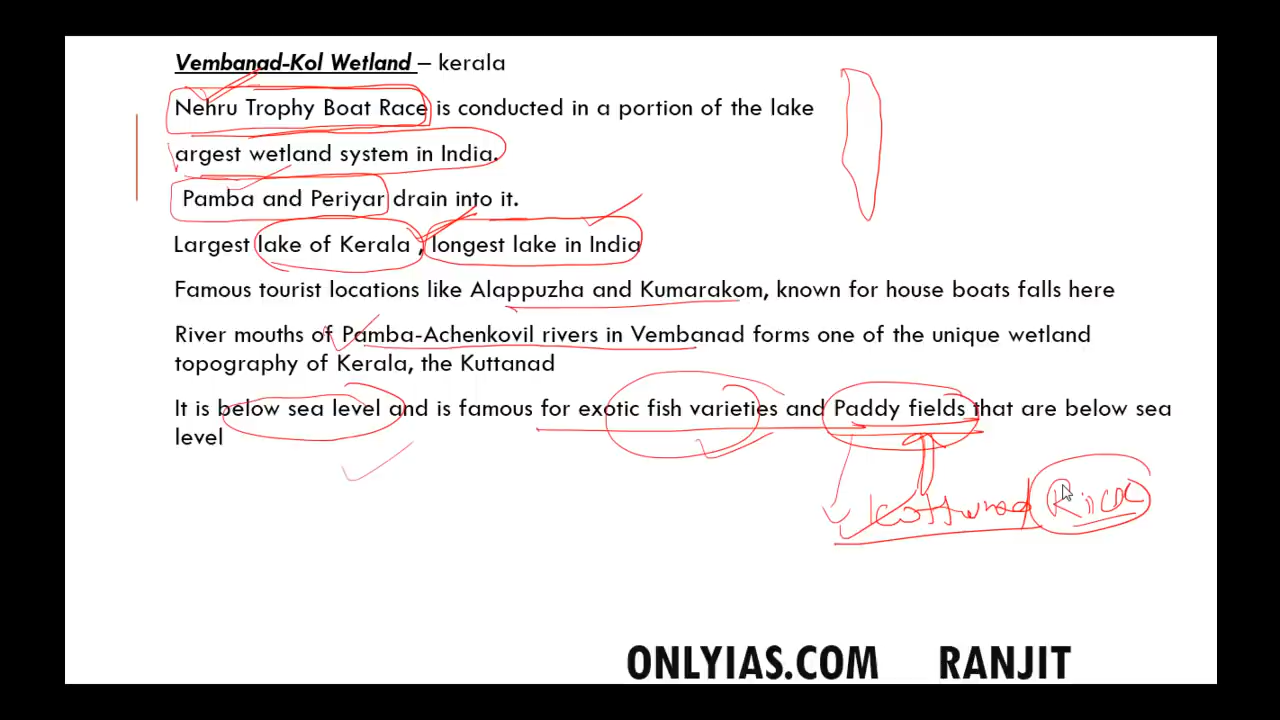 Vembanad-Kol Wetland – kerala
Nehru Trophy Boat Race is conducted in a portion of the lake
argest wetland system in India.
Pamba and Periyar drain into it.
Largest lake of Kerala , longest lake in India
Famous tourist locations like Alappuzha and Kumarakom, known for house boats falls here
River mouths of Pamba-Achenkovil rivers in Vembanad forms one of the unique wetland
topography of Kerala, the Kuttanad
It is below sea level and is famous for exotic fish varieties and Paddy fields that are below sea
level
ONLYIAS.COM RANJIT